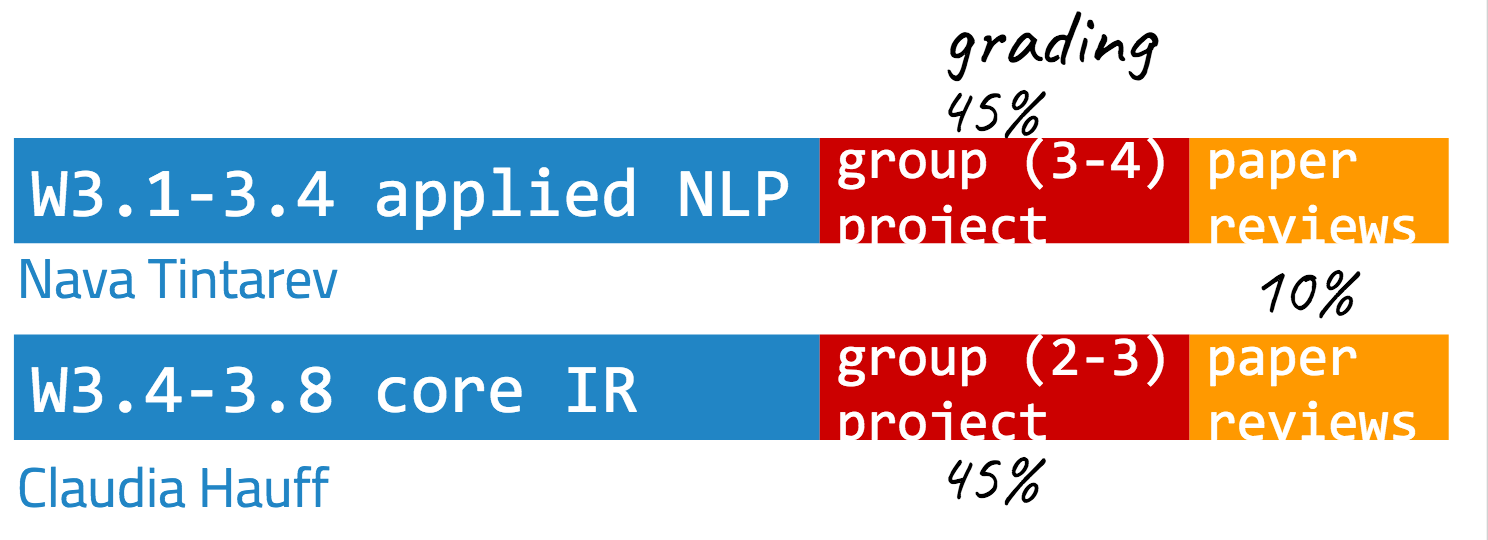 grading
45%
W3.1-3.4 applied NLP
group (3-4)
project
paper
reviews
Nava Tintarev
10%
W3.4-3.8 core IR
group (2-3)
project
paper
reviews
Claudia Hauff
45%